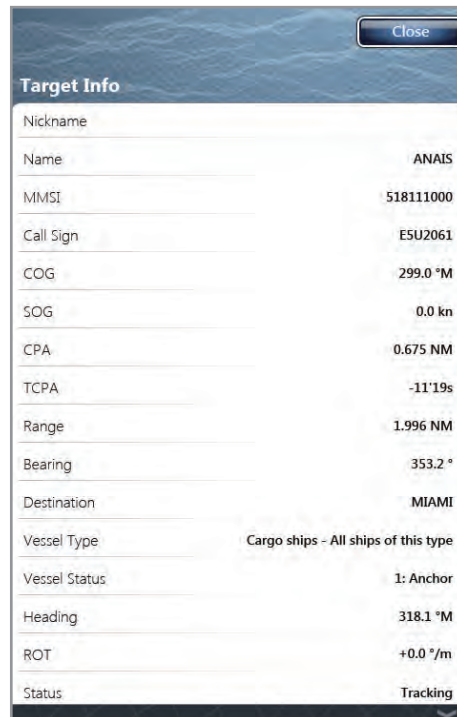 Close
Target Info
Nickname
Name ANAIS
MMSI 518111000
Call Sign E5U2061
COG 299.0 °M
SOG 0.0 kn
CPA 0.675 NM
TCPA -11'19s
Range 1.996 NM
Bearing 353.2 °
Destination MIAMI
Vessel Type Cargo ships - All ships of this type
Vessel Status 1: Anchor
Heading 318.1 °M
ROT +0.0 °/m
Status Tracking